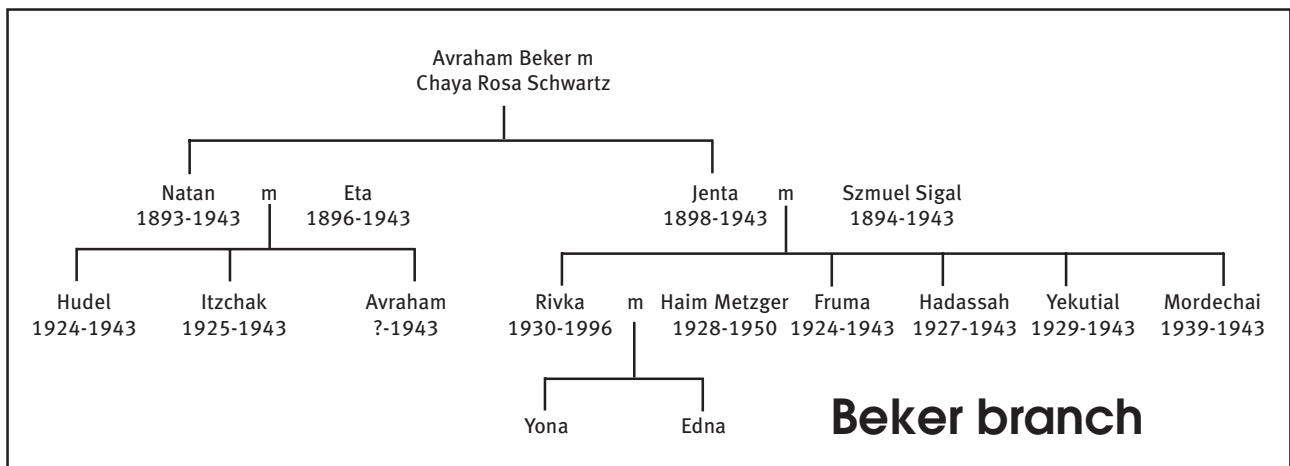 Avraham Beker m
Chaya Rosa Schwartz
Natan m Eta Jenta m Szmuel Sigal
1893-1943 1896-1943 1898-1943 1894-1943
Hudel Itzchak Avraham Rivka m Haim Metzger Fruma Hadassah Yekutial Mordechai
1924-1943 1925-1943 ?-1943 1930-1996 1928-1950 1924-1943 1927-1943 1929-1943 1939-1943
Yona Edna
Beker branch